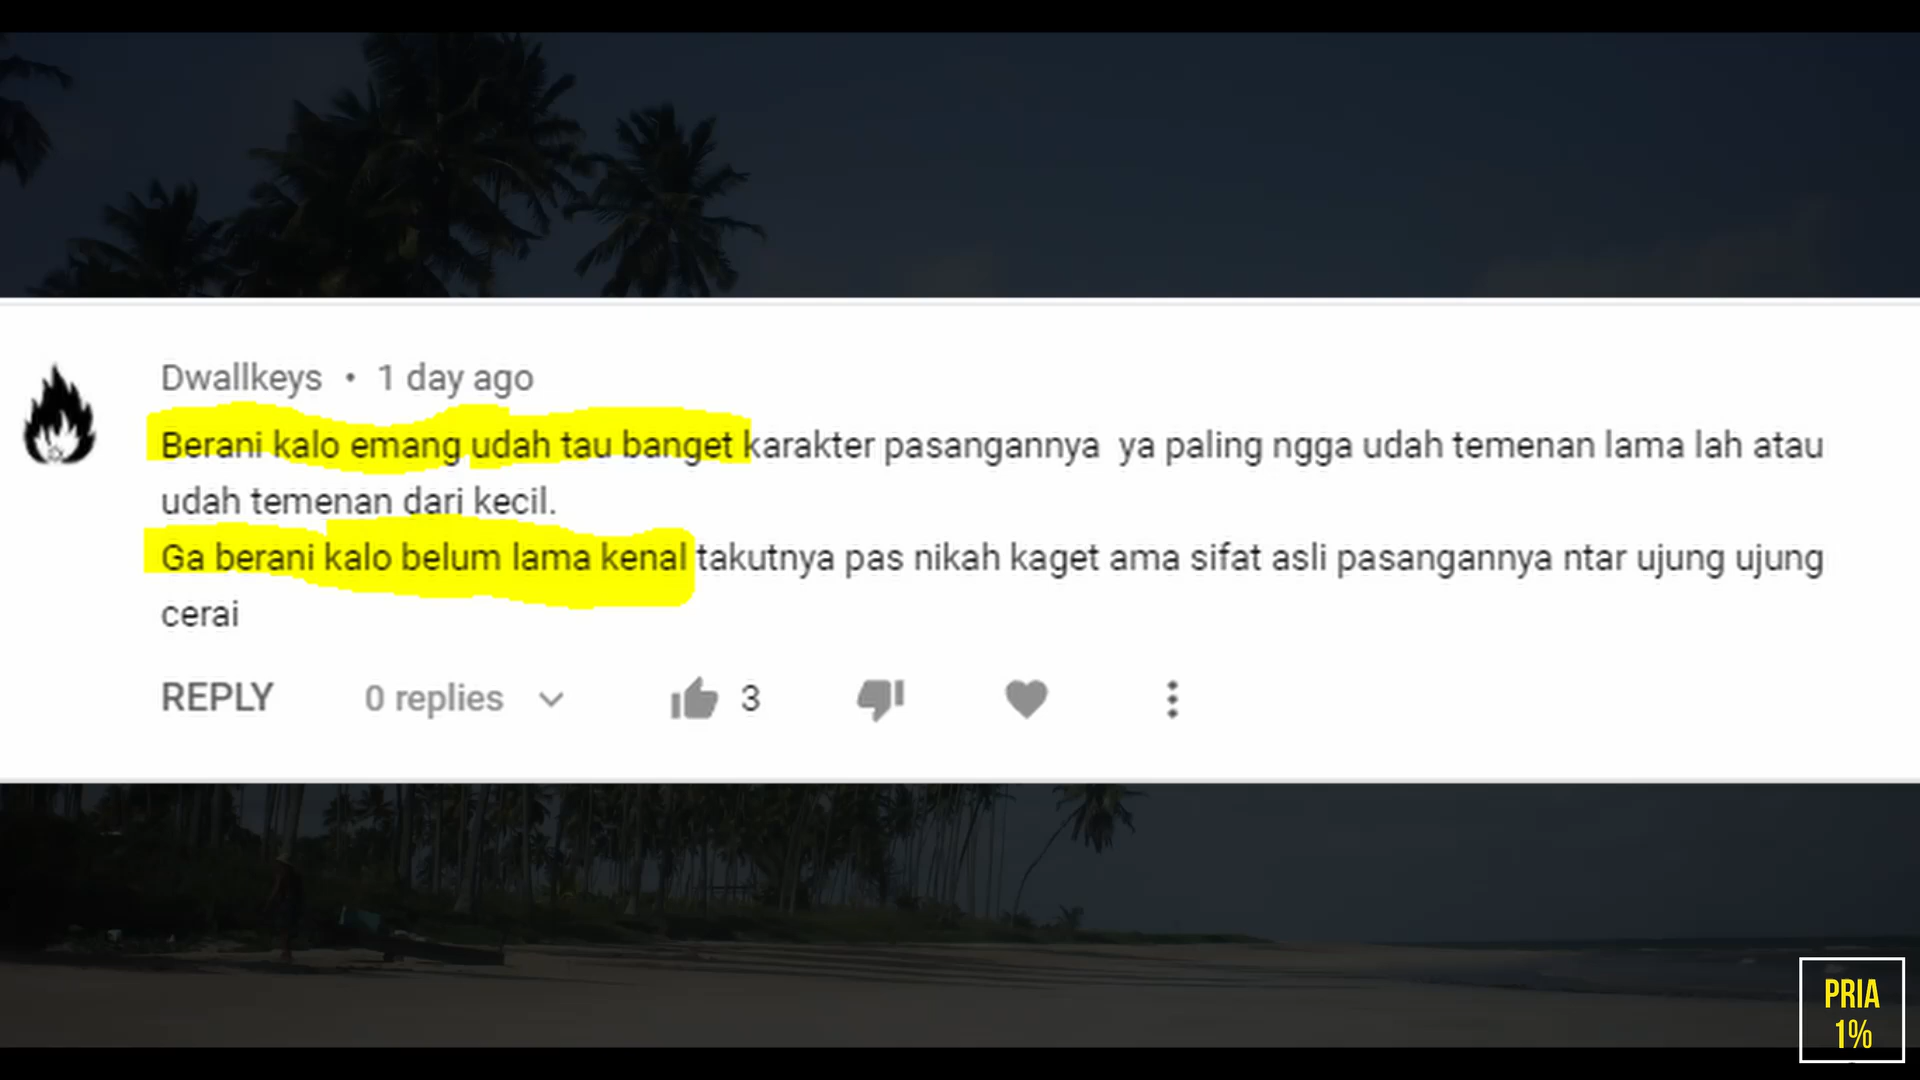 Dwallkeys • 1 day ago
Berani kalo emang udah tau banget karakter pasangannya  ya paling ngga udah temenan lama lah atau
udah temenan dari kecil.
Ga berani kalo belum lama kenal takutnya pas nikah kaget ama sifat asli pasangannya ntar ujung ujung
cerai
REPLY 0 replies 3
PRIA
1%